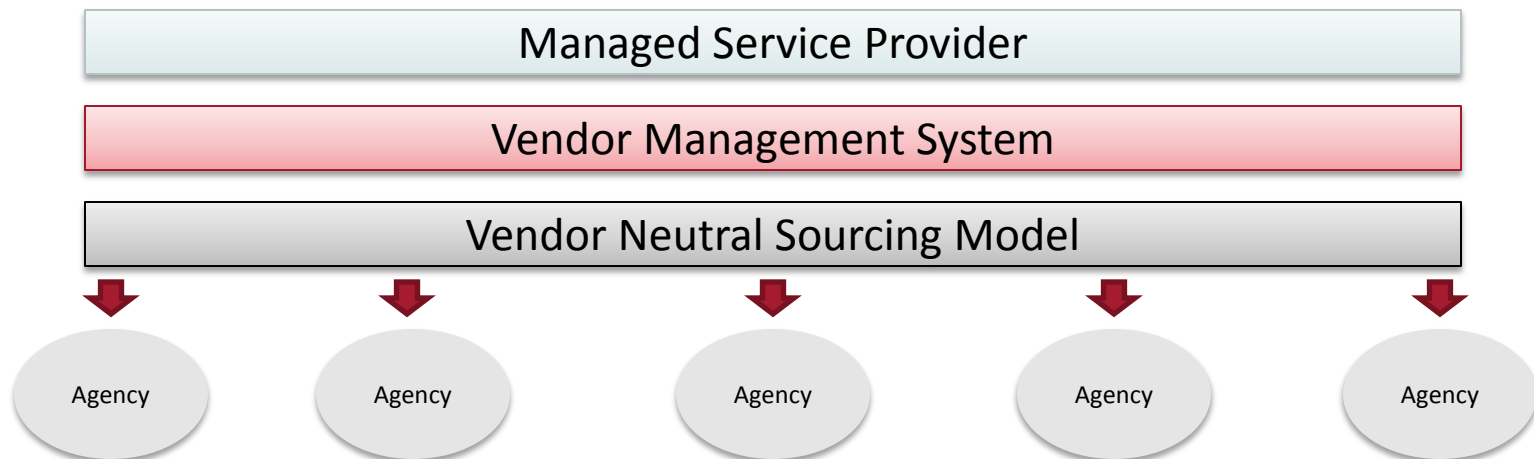 Managed Service Provider
Vendor Management System
Vendor Neutral Sourcing Model
Agency
Agency
Agency
Agency
Agency